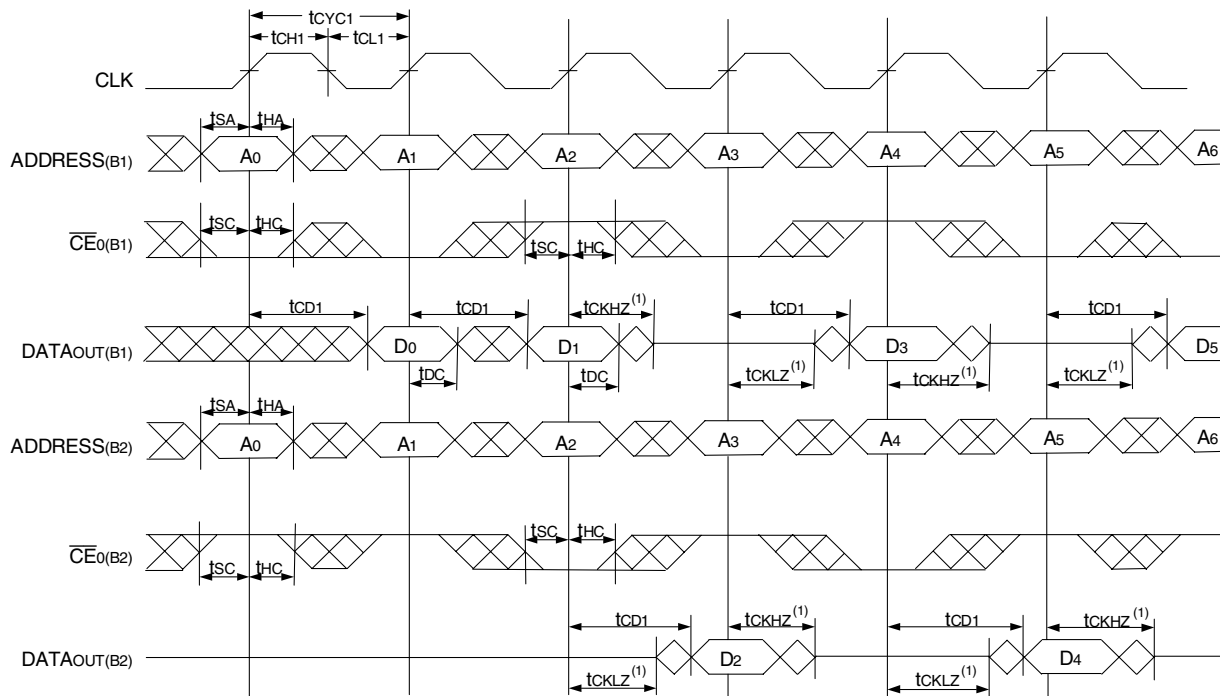 tCYC1
tCH1 tCL1
CLK
tSA tHA
ADDRESS(B1) A0 A1 A2 A3 A4 A5 A6
tSC tHC
CE0(B1) tSC tHC
tCD1 tCD1 tCKHZ(1) tCD1 tCD1
DATAOUT(B1) D0 D1 D3 D5
tDC tDC tCKLZ(1) tCKHZ(1) tCKLZ(1)
tSA tHA
ADDRESS(B2) A0 A1 A2 A3 A4 A5 A6
tSC tHC
CE0(B2)
tSC tHC
tCD1 tCKHZ(1) tCD1 tCKHZ(1)
DATAOUT(B2) D2 D4
tCKLZ(1) tCKLZ(1)